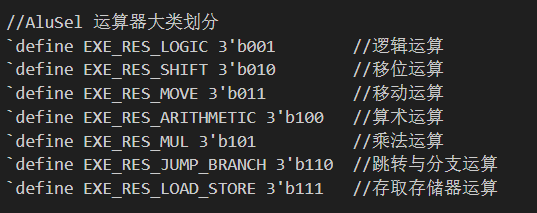 //AluSel 运算器大类划分
`define EXE_RES_LOGIC 3'b001        //逻辑运算
`define EXE_RES_SHIFT 3'b010        //移位运算
`define EXE_RES_MOVE 3'b011         //移动运算
`define EXE_RES_ARITHMETIC 3'b100   //算术运算
`define EXE_RES_MUL 3'b101          //乘法运算
`define EXE_RES_JUMP_BRANCH 3'b110  //跳转与分支运算
`define EXE_RES_LOAD_STORE 3'b111   //存取存储器运算